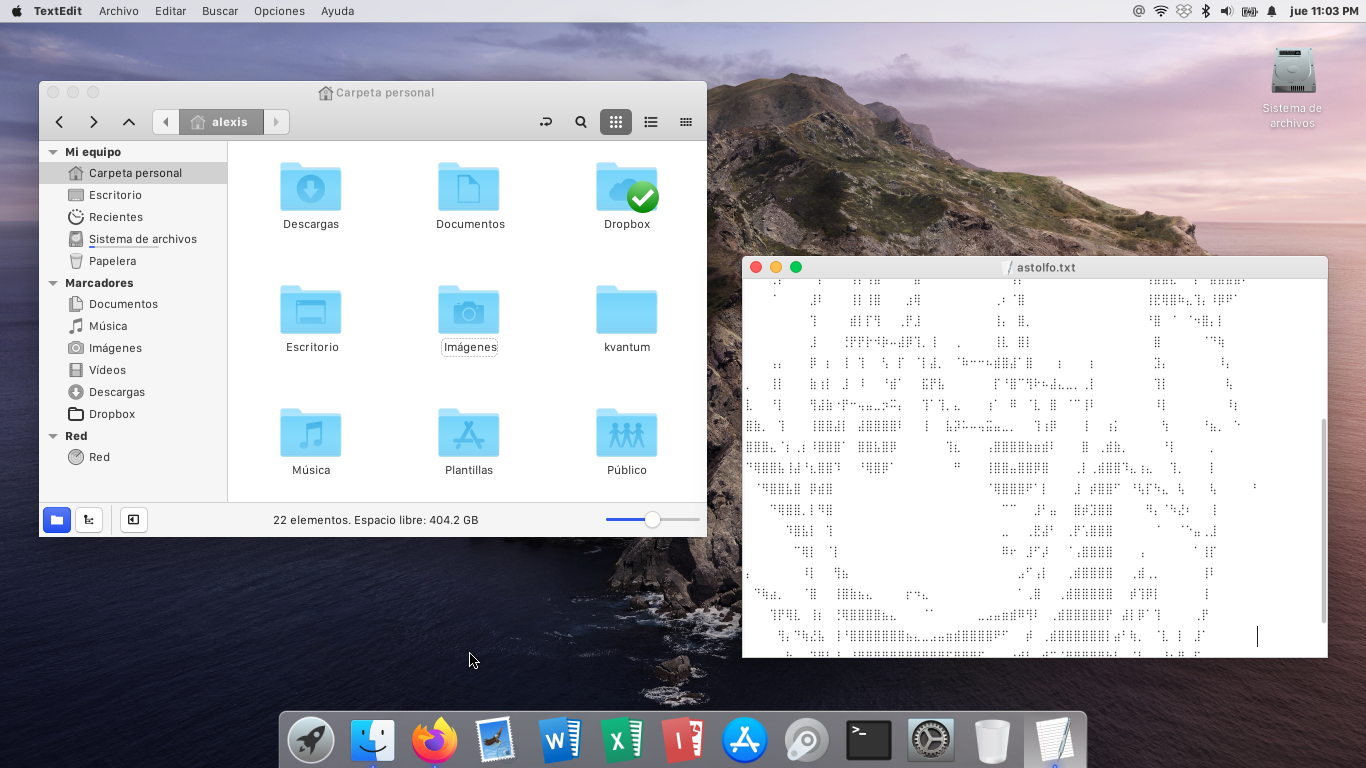 TextEdit Archivo Editar Buscar Opciones Ayuda
jue 11:03 PM
Sistema de
archivos
Carpeta personal
alexis
Mi equipo
Carpeta personal
Escritorio
Recientes
Sistema de archivos
Papelera
Marcadores
Documentos
Música
Imágenes
Vídeos
Descargas
Dropbox
Red
Red
Descargas
Documentos
Dropbox
Escritorio
Imágenes
kvantum
Música
Plantillas
Público
22 elementos. Espacio libre: 404.2 GB
astolfo.txt
W
X
I
>_